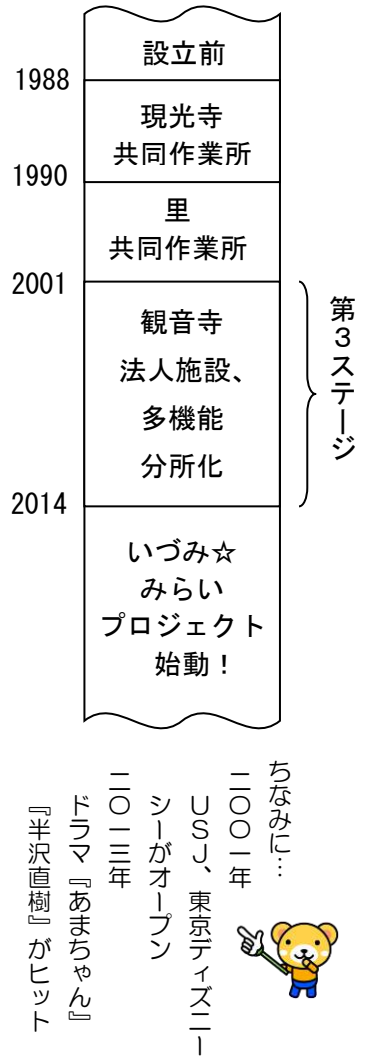 設立前
1988
現光寺
共同作業所
1990
里
共同作業所
2001
観音寺
法人施設、
多機能
分所化
第３ステージ
2014
いづみ☆
みらい
プロジェクト
始動！
ちなみに…
二〇〇一年
ＵＳＪ、東京ディズニー
シーがオープン
二〇一三年
ドラマ『あまちゃん』
『半沢直樹』がヒット